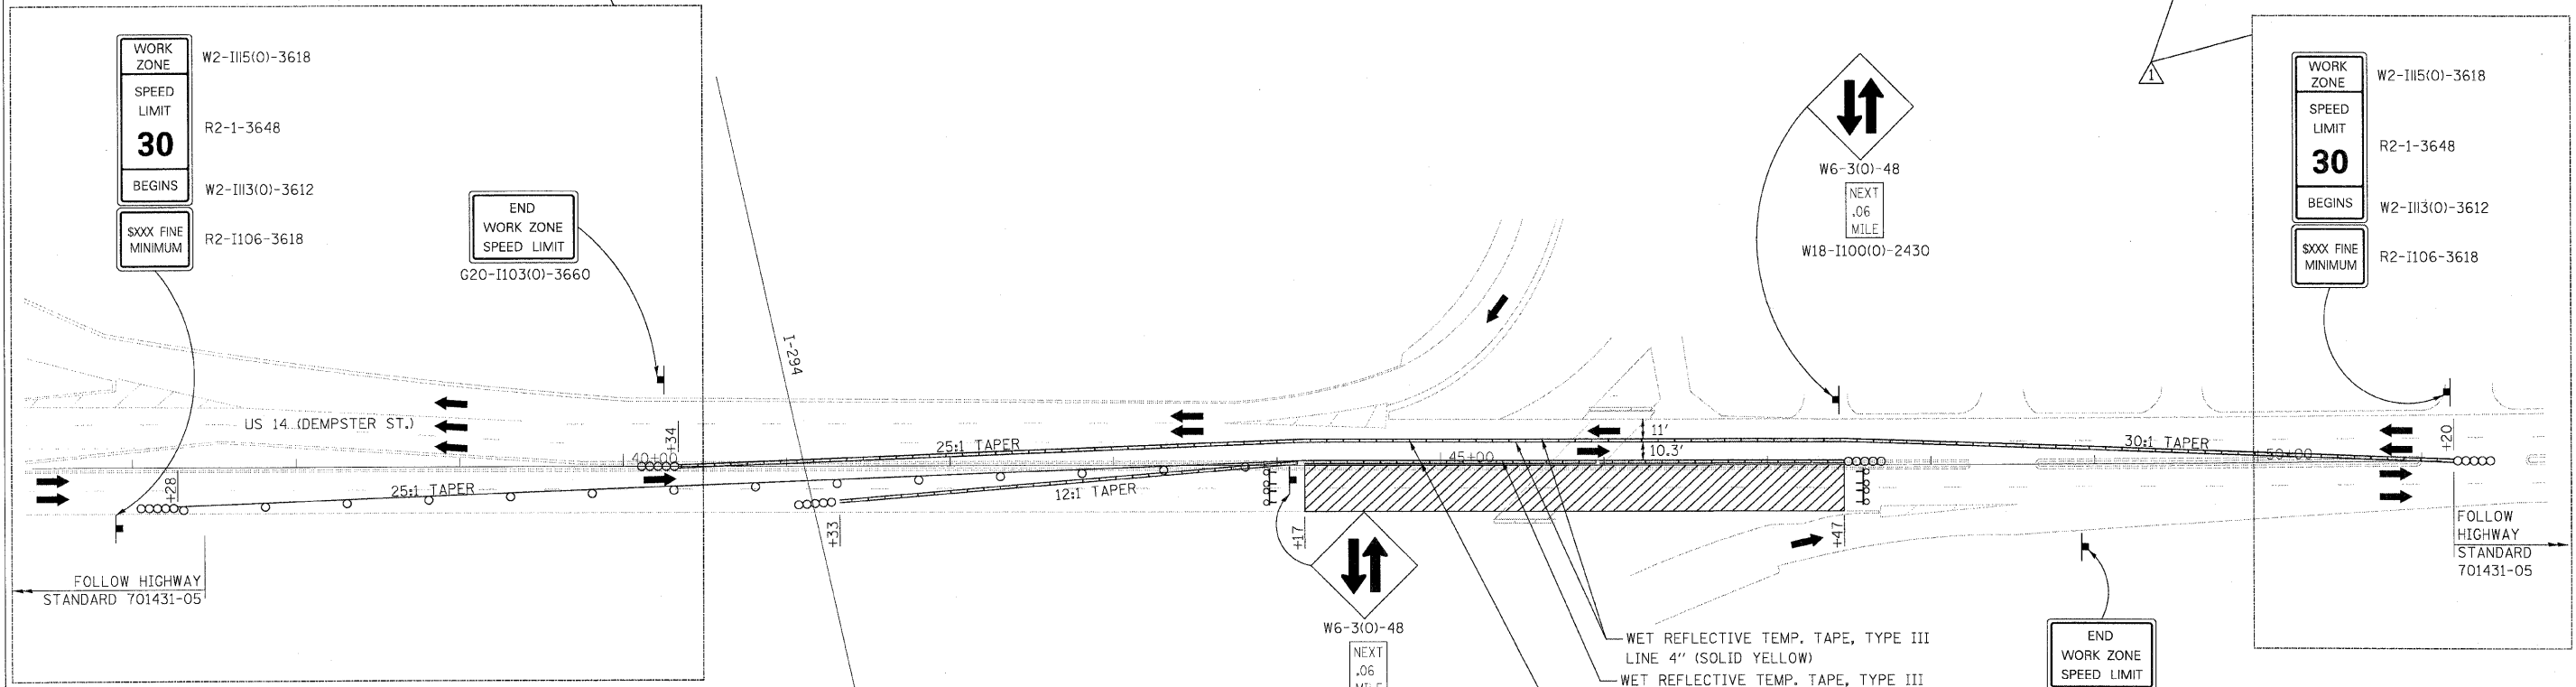 WORK
ZONE
W2-I115(O)-3618
SPEED
LIMIT
30
R2-1-3648
BEGINS
W2-I113(O)-3612
$XXX FINE
MINIMUM
R2-I106-3618
END
WORK ZONE
SPEED LIMIT
G20-I103(O)-3660
W6-3(O)-48
NEXT
.06
MILE
W18-I100(O)-2430
1
WORK
ZONE
W2-I115(O)-3618
SPEED
LIMIT
30
R2-1-3648
BEGINS
W2-I113(O)-3612
$XXX FINE
MINIMUM
R2-I106-3618
I-294
US 14 (DEMPSTER ST.)
+34
40+00
25:1 TAPER
11'
10.3'
45+00
30:1 TAPER
50+00
+20
+28
25:1 TAPER
12:1 TAPER
+33
+17
+47
FOLLOW HIGHWAY
STANDARD 701431-05
FOLLOW
HIGHWAY
STANDARD
701431-05
W6-3(O)-48
NEXT
.06
MILE
WET REFLECTIVE TEMP. TAPE, TYPE III
LINE 4" (SOLID YELLOW)
WET REFLECTIVE TEMP. TAPE, TYPE III
END
WORK ZONE
SPEED LIMIT